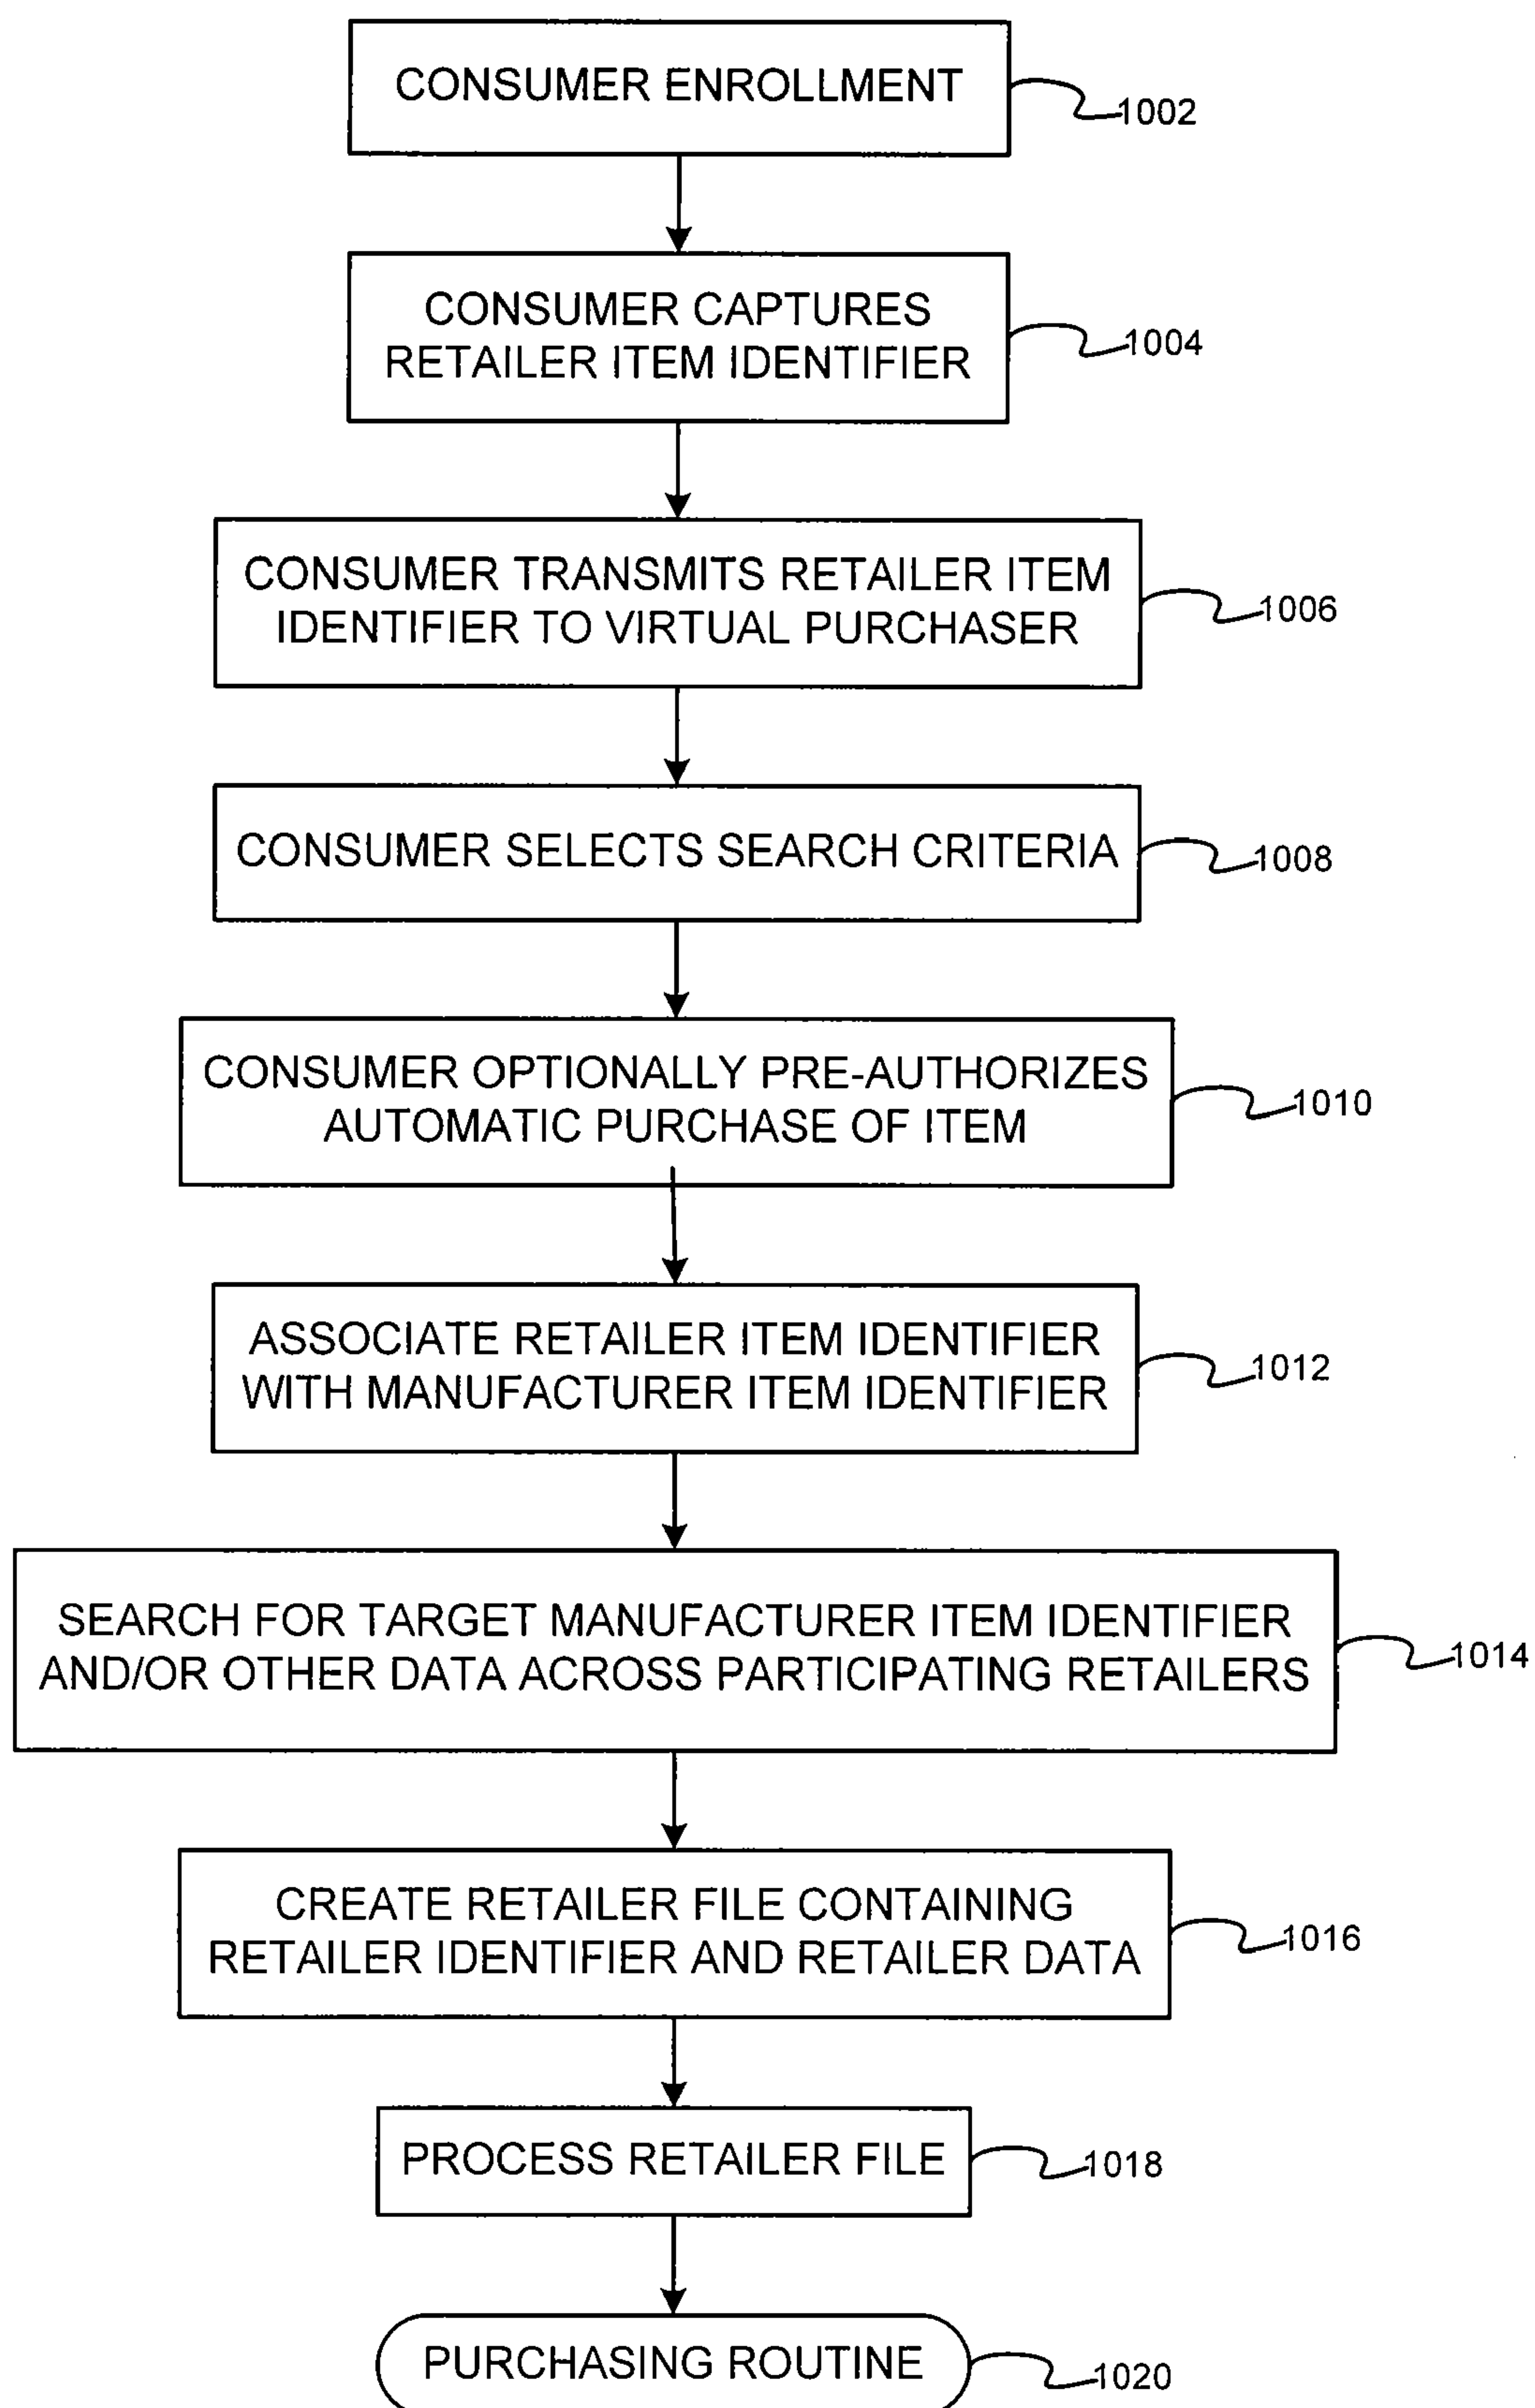 CONSUMER ENROLLMENT
1002
CONSUMER CAPTURES
RETAILER ITEM IDENTIFIER
1004
CONSUMER TRANSMITS RETAILER ITEM
IDENTIFIER TO VIRTUAL PURCHASER
1006
CONSUMER SELECTS SEARCH CRITERIA
1008
CONSUMER OPTIONALLY PRE-AUTHORIZES
AUTOMATIC PURCHASE OF ITEM
1010
ASSOCIATE RETAILER ITEM IDENTIFIER
WITH MANUFACTURER ITEM IDENTIFIER
1012
SEARCH FOR TARGET MANUFACTURER ITEM IDENTIFIER
AND/OR OTHER DATA ACROSS PARTICIPATING RETAILERS
1014
CREATE RETAILER FILE CONTAINING
RETAILER IDENTIFIER AND RETAILER DATA
1016
PROCESS RETAILER FILE
1018
PURCHASING ROUTINE
1020